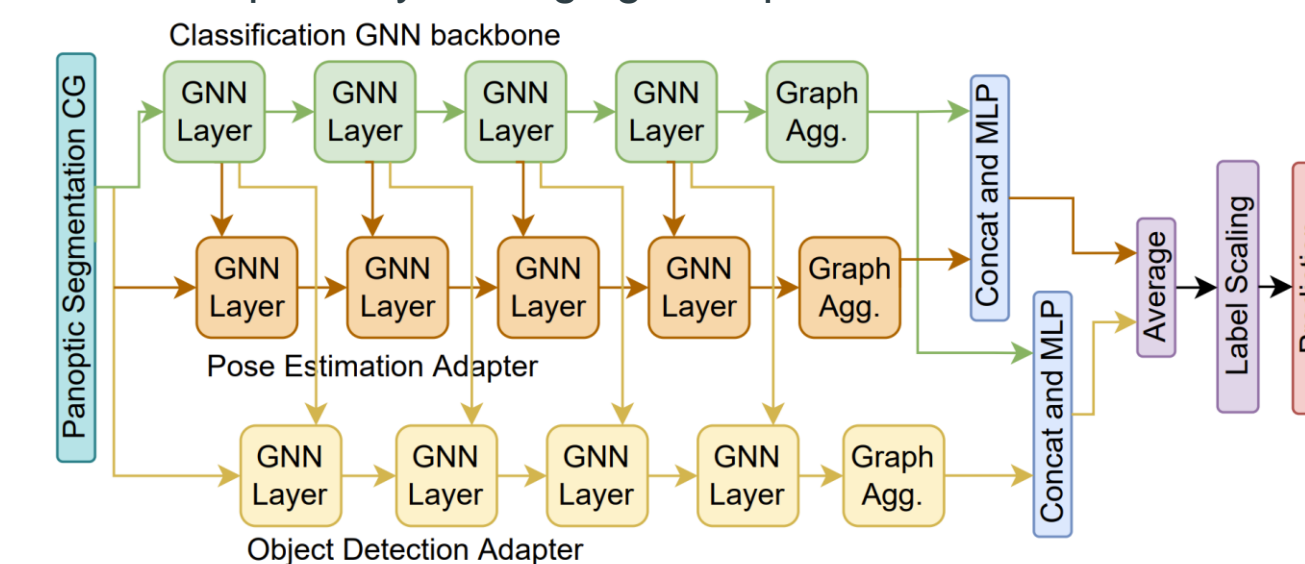 Classification GNN backbone
Panoptic Segmentation CG
GNN
Layer
GNN
Layer
GNN
Layer
GNN
Layer
Graph
Agg.
Concat and MLP
GNN
Layer
GNN
Layer
GNN
Layer
GNN
Layer
Graph
Agg.
Pose Estimation Adapter
Concat and MLP
Average
Label Scaling
GNN
Layer
GNN
Layer
GNN
Layer
GNN
Layer
Graph
Agg.
Object Detection Adapter